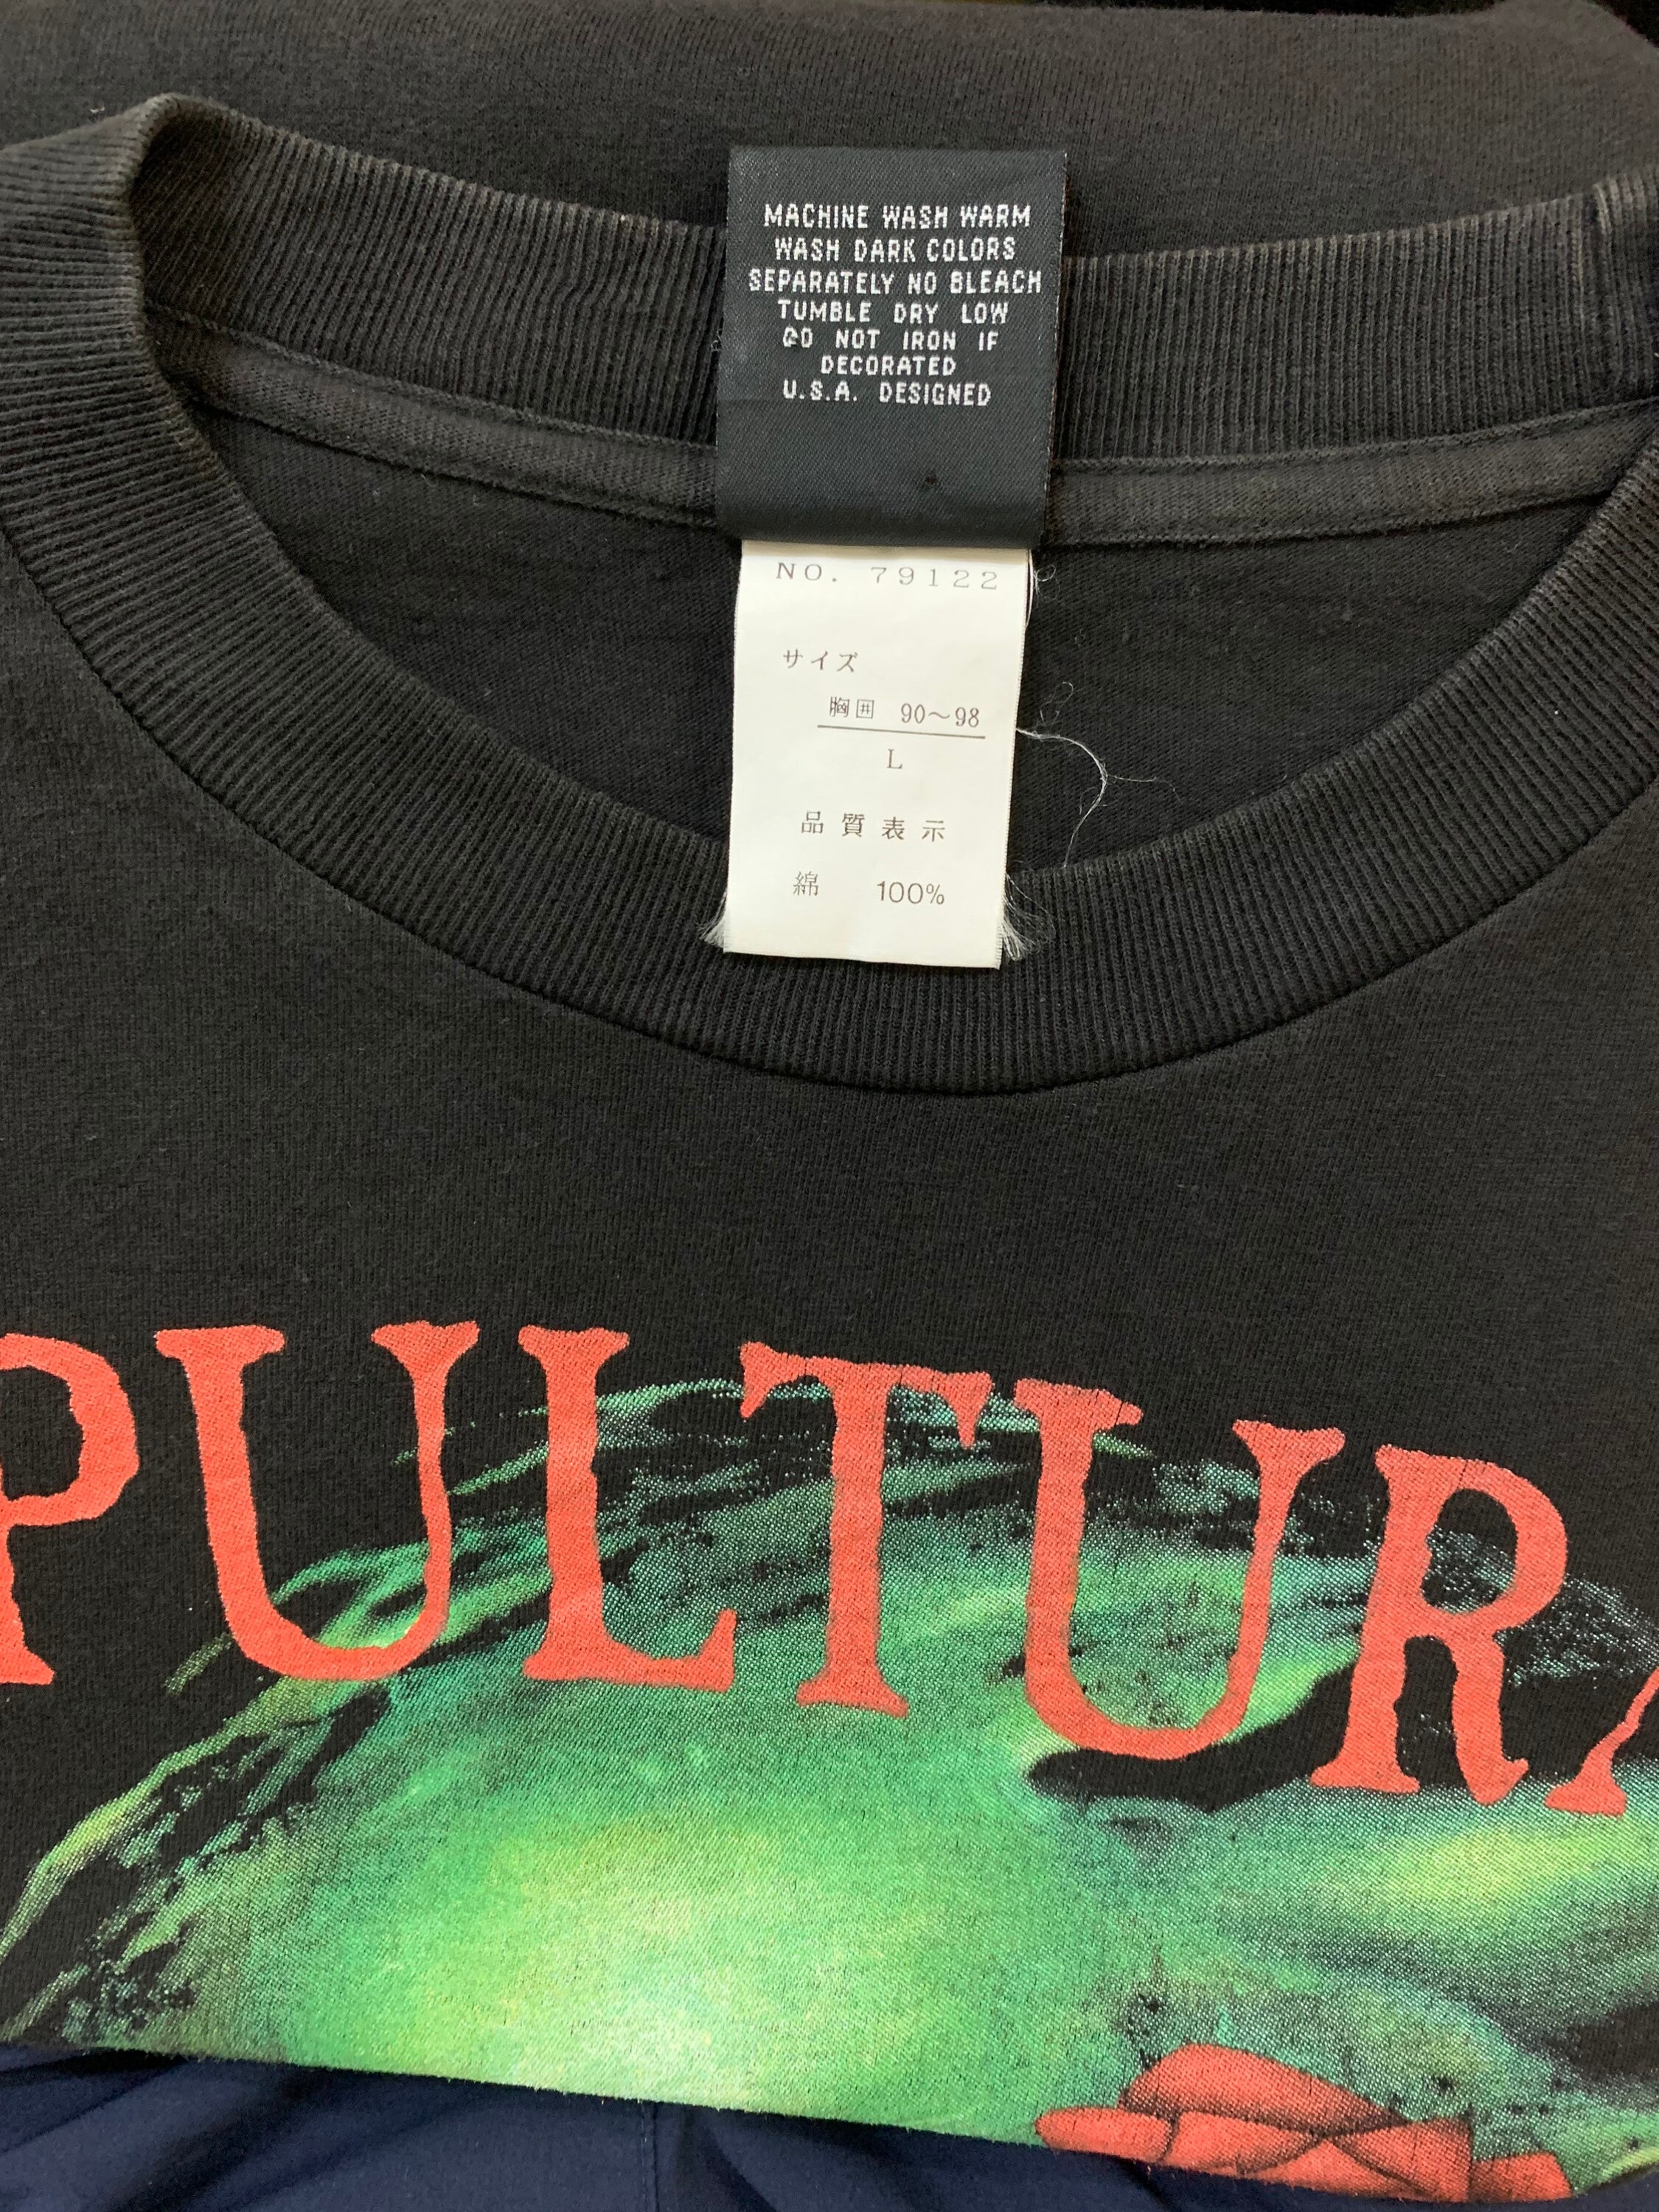 MACHINE WASH WARM
WASH DARK COLORS
SEPARATELY NO BLEACH
TUMBLE DRY LOW
DO NOT IRON IF
DECORATED
U.S.A. DESIGNED
NO. 79122
サイズ
胸囲 90〜98
L
品質表示
綿 100%
PULTURA